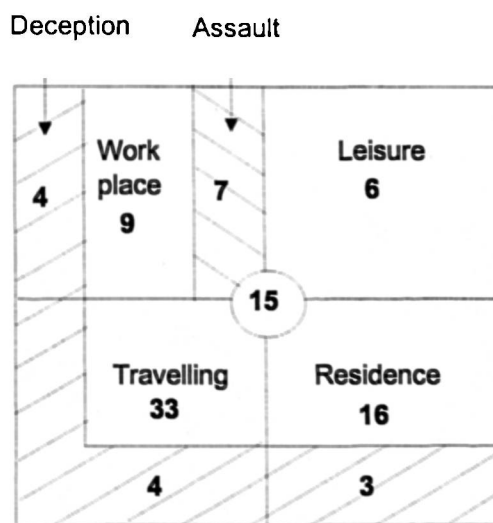 Deception Assault
Work Leisure
place
4 9 7 6
15
Travelling Residence
33 16
4 3